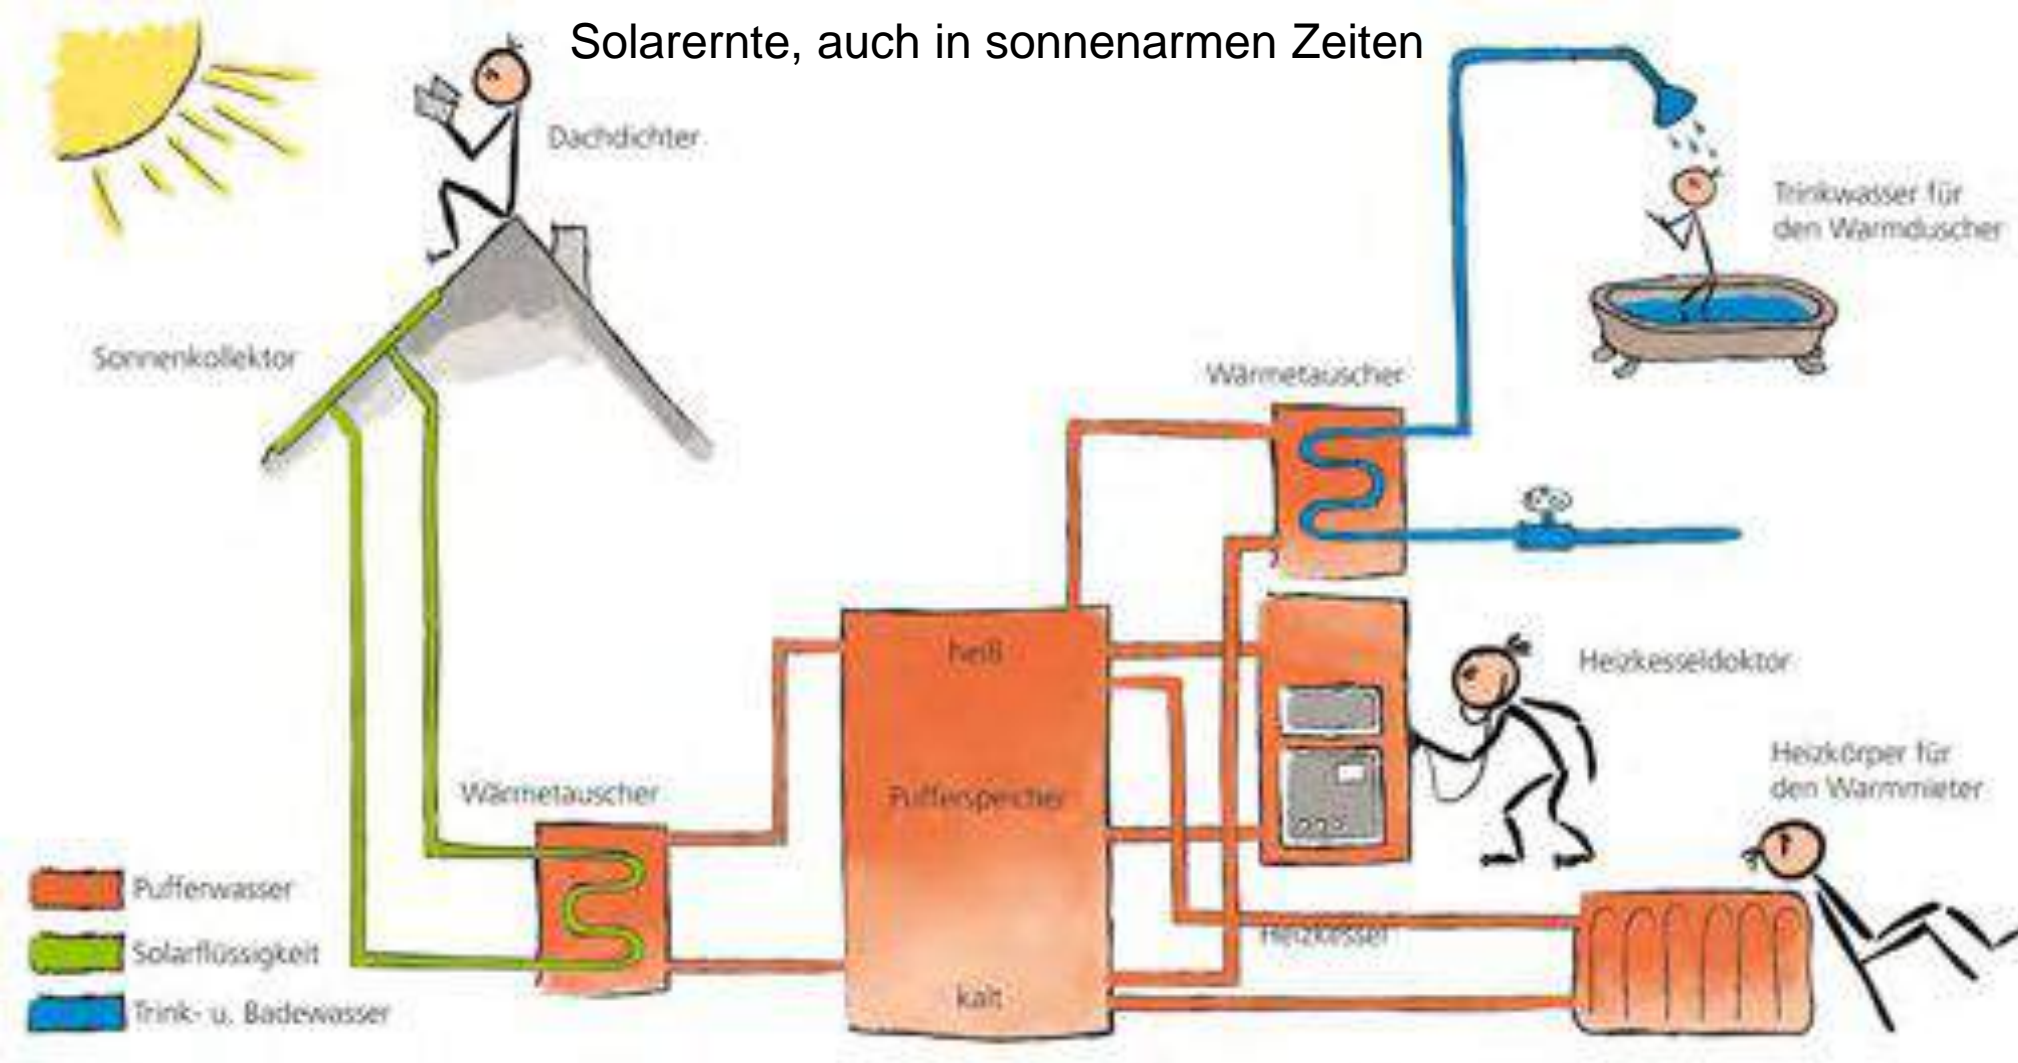 Solarernte, auch in sonnenarmen Zeiten
Dachdichter
Trinkwasser für
den Warmduscher
Sonnenkollektor
Wärmetauscher
heiß
Heizkesseldoktor
Heizkörper für
den Warmmieter
Wärmetauscher
Pufferspeicher
Pufferwasser
Heizkessel
Solarflüssigkeit
kalt
Trink- u. Badewasser